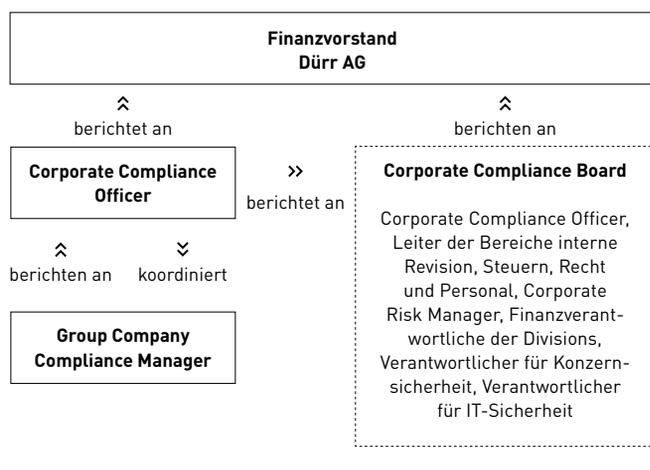 Finanzvorstand
Dürr AG
berichtet an
berichten an
Corporate Compliance
Officer
berichtet an
Corporate Compliance Board
Corporate Compliance Officer,
Leiter der Bereiche interne
Revision, Steuern, Recht
und Personal, Corporate
Risk Manager, Finanzverant-
wortliche der Divisions,
Verantwortlicher für Konzern-
sicherheit, Verantwortlicher
für IT-Sicherheit
berichten an
koordiniert
Group Company
Compliance Manager